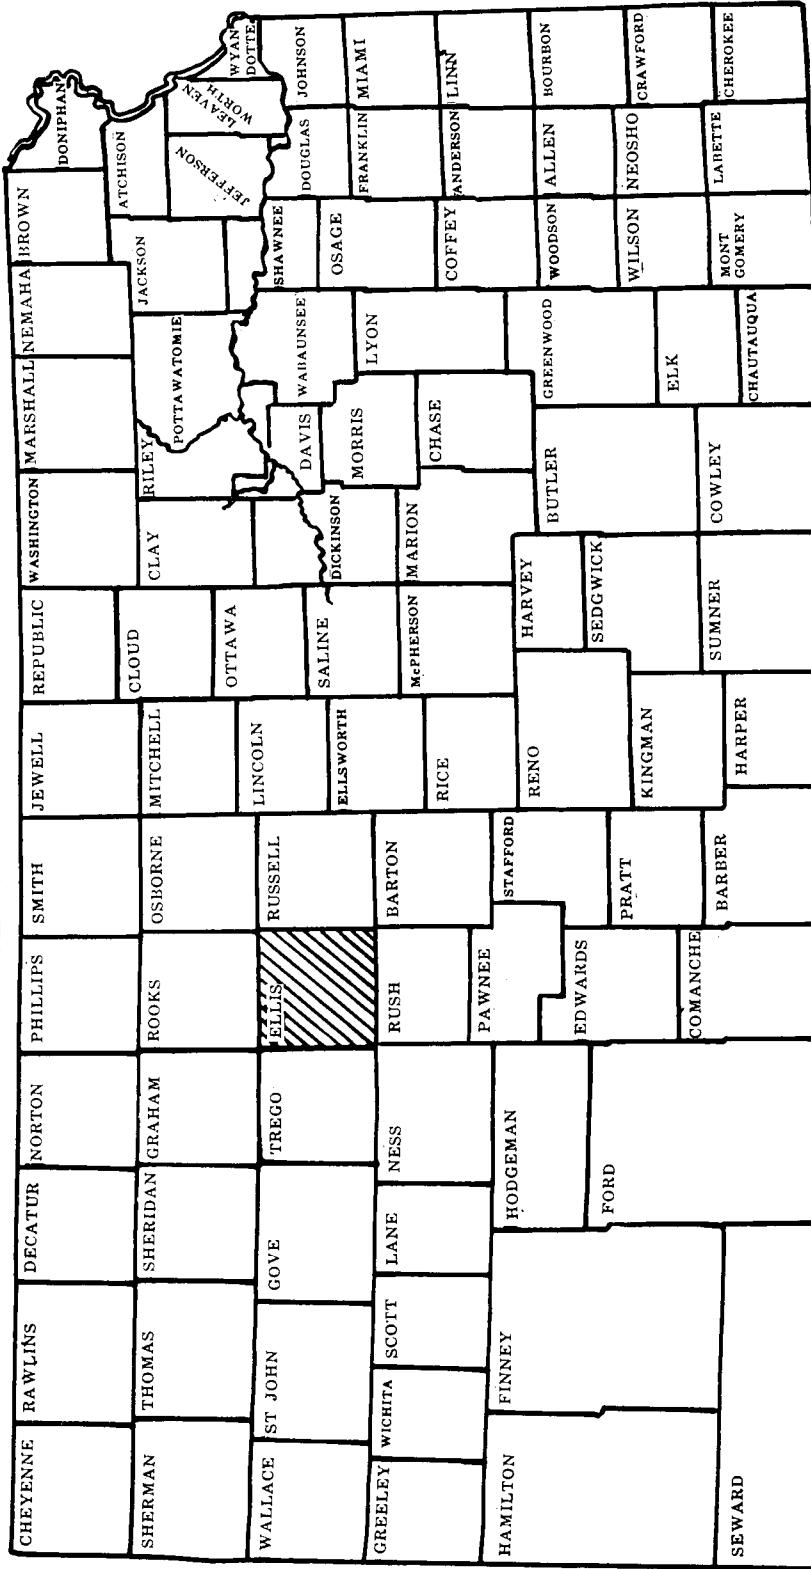 CHEYENNE
RAWLINS
DECATUR
NORTON
PHILLIPS
SMITH
JEWELL
REPUBLIC
WASHINGTON
MARSHALL
NEMAHA
BROWN
DONIPHAN
SHERMAN
THOMAS
SHERIDAN
GRAHAM
ROOKS
OSBORNE
MITCHELL
CLOUD
CLAY
RILEY
POTTAWATOMIE
JACKSON
ATCHISON
JEFFERSON
LEAVEN
WORTH
WYAN
DOTTE
WALLACE
ST JOHN
GOVE
TREGO
ELLIS
RUSSELL
LINCOLN
OTTAWA
SALINE
DICKINSON
DAVIS
WABAUNSEE
SHAWNEE
DOUGLAS
JOHNSON
GREELEY
WICHITA
SCOTT
LANE
NESS
RUSH
BARTON
ELLSWORTH
RICE
McPHERSON
MARION
MORRIS
CHASE
LYON
OSAGE
COFFEY
FRANKLIN
ANDERSON
MIAMI
LINN
HAMILTON
FINNEY
HODGEMAN
FORD
PAWNEE
EDWARDS
STAFFORD
PRATT
RENO
KINGMAN
HARVEY
SEDGWICK
BUTLER
GREENWOOD
WOODSON
WILSON
ALLEN
NEOSHO
BOURBON
CRAWFORD
SEWARD
COMANCHE
BARBER
HARPER
SUMNER
COWLEY
ELK
CHAUTAUQUA
MONT
GOMERY
LABETTE
CHEROKEE